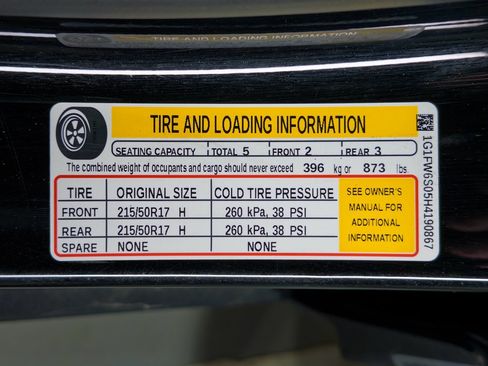 TIRE AND LOADING INFORMATION
TIRE AND LOADING INFORMATION
SEATING CAPACITY TOTAL 5 FRONT 2 REAR 3
The combined weight of occupants and cargo should never exceed 396 kg or 873 lbs.
TIRE ORIGINAL SIZE COLD TIRE PRESSURE
FRONT 215/50R17 H 260 kPa, 38 PSI
REAR 215/50R17 H 260 kPa, 38 PSI
SPARE NONE NONE
SEE OWNER'S
MANUAL FOR
ADDITIONAL
INFORMATION
1G1FW6S05H4190867